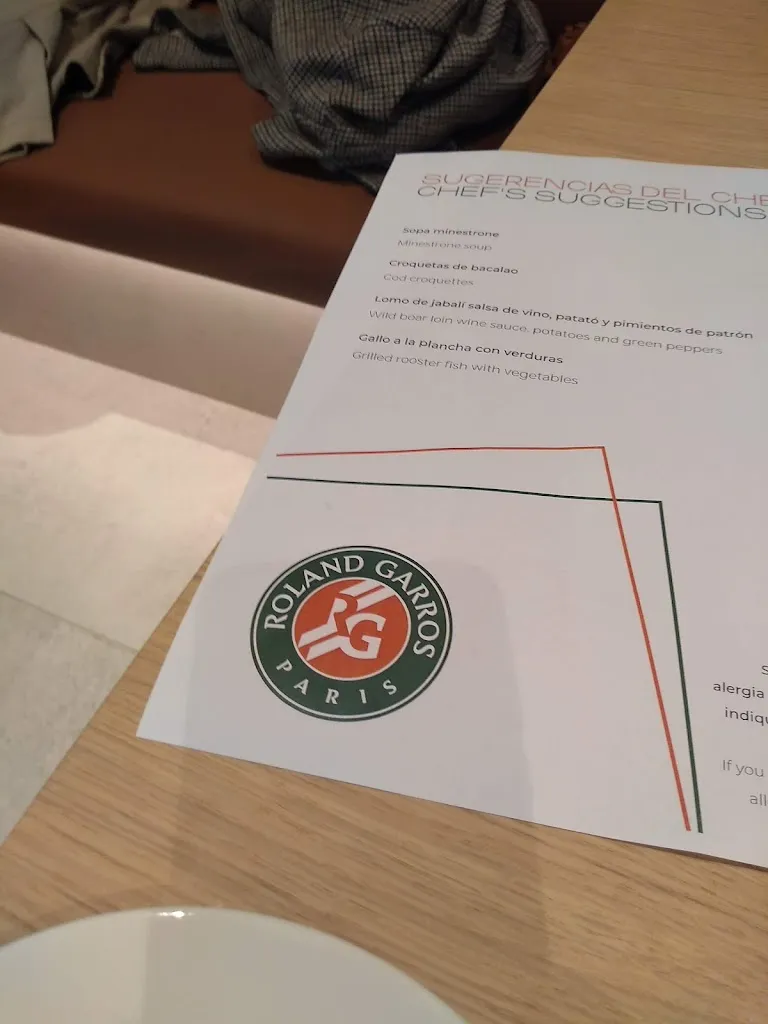 SUGERENCIAS DEL CHE
CHEF'S SUGGESTIONS
Sopa minestrone
Minestrone soup
Croquetas de bacalao
Cod croquettes
Lomo de jabalí salsa de vino, patató y pimientos de patrón
Wild boar loin wine sauce, potatoes and green peppers
Gallo a la plancha con verduras
Grilled rooster fish with vegetables
ROLAND GARROS
RG
PARIS
S
alergia
indiqu
If you
all